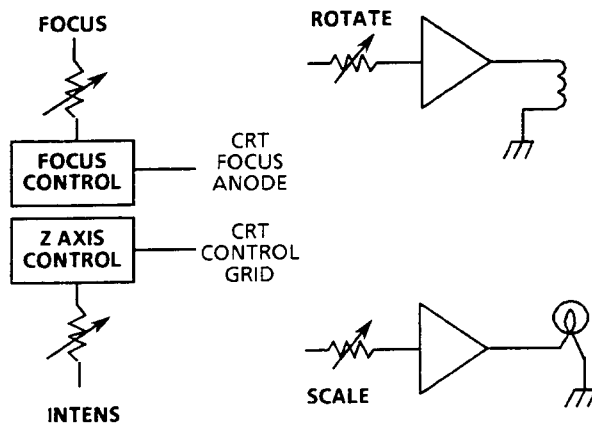 FOCUS
FOCUS
CONTROL
CRT
FOCUS
ANODE
Z AXIS
CONTROL
CRT
CONTROL
GRID
INTENS
ROTATE
SCALE